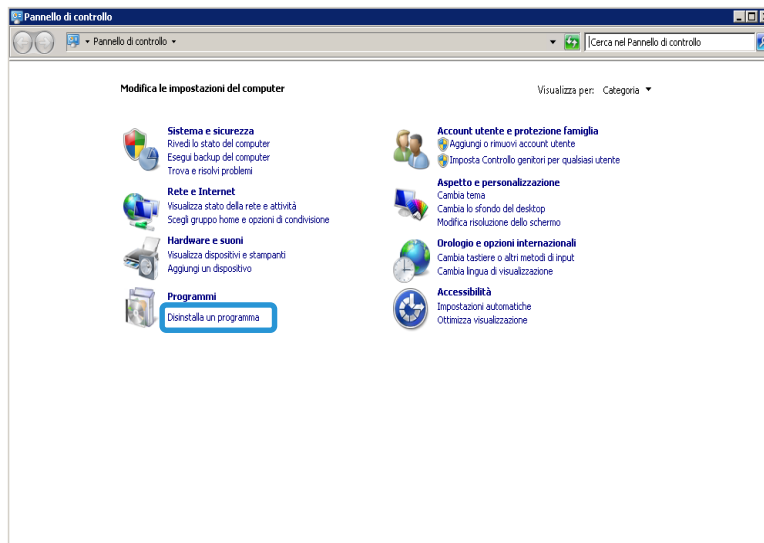 Pannello di controllo
Pannello di controllo
Cerca nel Pannello di controllo
Modifica le impostazioni del computer
Visualizza per: Categoria
Sistema e sicurezza
Rivedi lo stato del computer
Esegui backup del computer
Trova e risolvi problemi
Rete e Internet
Visualizza stato della rete e attività
Scegli gruppo home e opzioni di condivisione
Hardware e suoni
Visualizza dispositivi e stampanti
Aggiungi un dispositivo
Programmi
Disinstalla un programma
Account utente e protezione famiglia
Aggiungi o rimuovi account utente
Imposta Controllo genitori per qualsiasi utente
Aspetto e personalizzazione
Cambia tema
Cambia lo sfondo del desktop
Modifica risoluzione dello schermo
Orologio e opzioni internazionali
Cambia tastiere o altri metodi di input
Cambia lingua di visualizzazione
Accessibilità
Impostazioni automatiche
Ottimizza visualizzazione